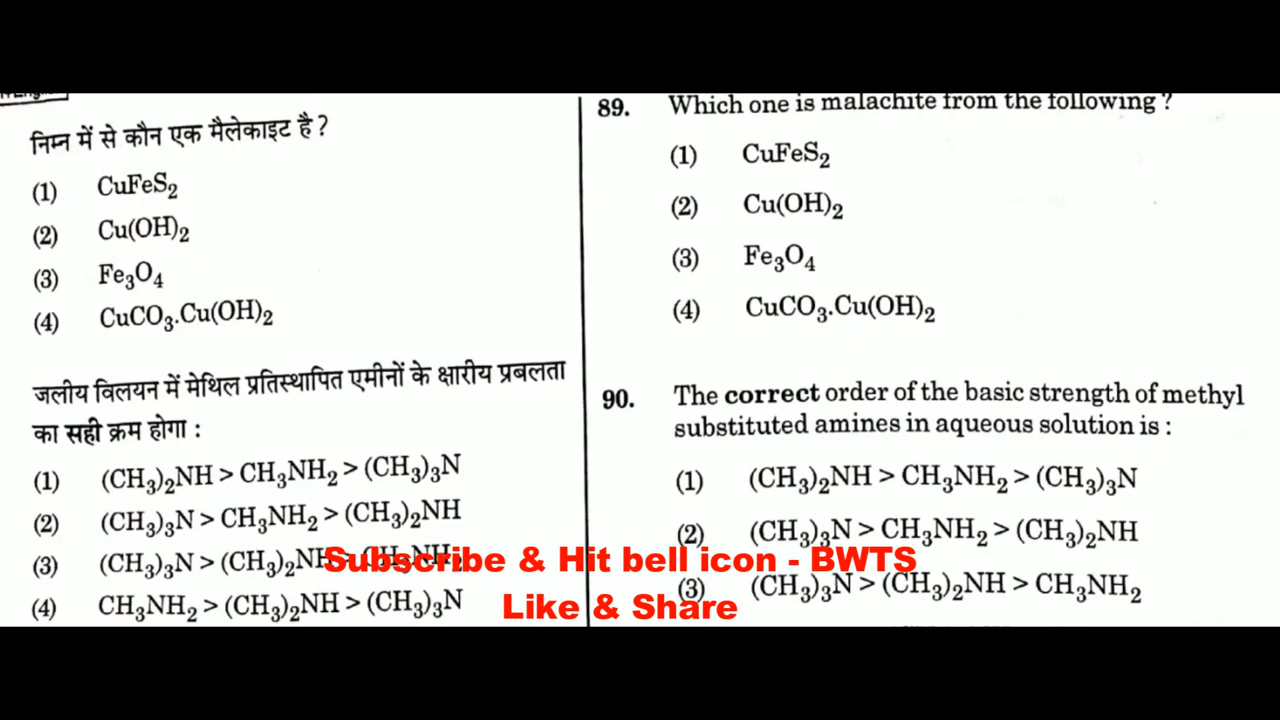 निम्न में से कौन एक मैलेकाइट है ?
(1) CuFeS₂
(2) Cu(OH)₂
(3) Fe₃O₄
(4) CuCO₃.Cu(OH)₂
जलीय विलयन में मेथिल प्रतिस्थापित एमीनों के क्षारीय प्रबलता
का सही क्रम होगा :
(1) (CH₃)₂NH > CH₃NH₂ > (CH₃)₃N
(2) (CH₃)₃N > CH₃NH₂ > (CH₃)₂NH
(3) (CH₃)₃N > (CH₃)₂NH > CH₃NH₂
(4) CH₃NH₂ > (CH₃)₂NH > (CH₃)₃N
89. Which one is malachite from the following ?
(1) CuFeS₂
(2) Cu(OH)₂
(3) Fe₃O₄
(4) CuCO₃.Cu(OH)₂
90. The correct order of the basic strength of methyl
substituted amines in aqueous solution is :
(1) (CH₃)₂NH > CH₃NH₂ > (CH₃)₃N
(2) (CH₃)₃N > CH₃NH₂ > (CH₃)₂NH
(3) (CH₃)₃N > (CH₃)₂NH > CH₃NH₂
Subscribe & Hit bell icon - BWTS
Like & Share